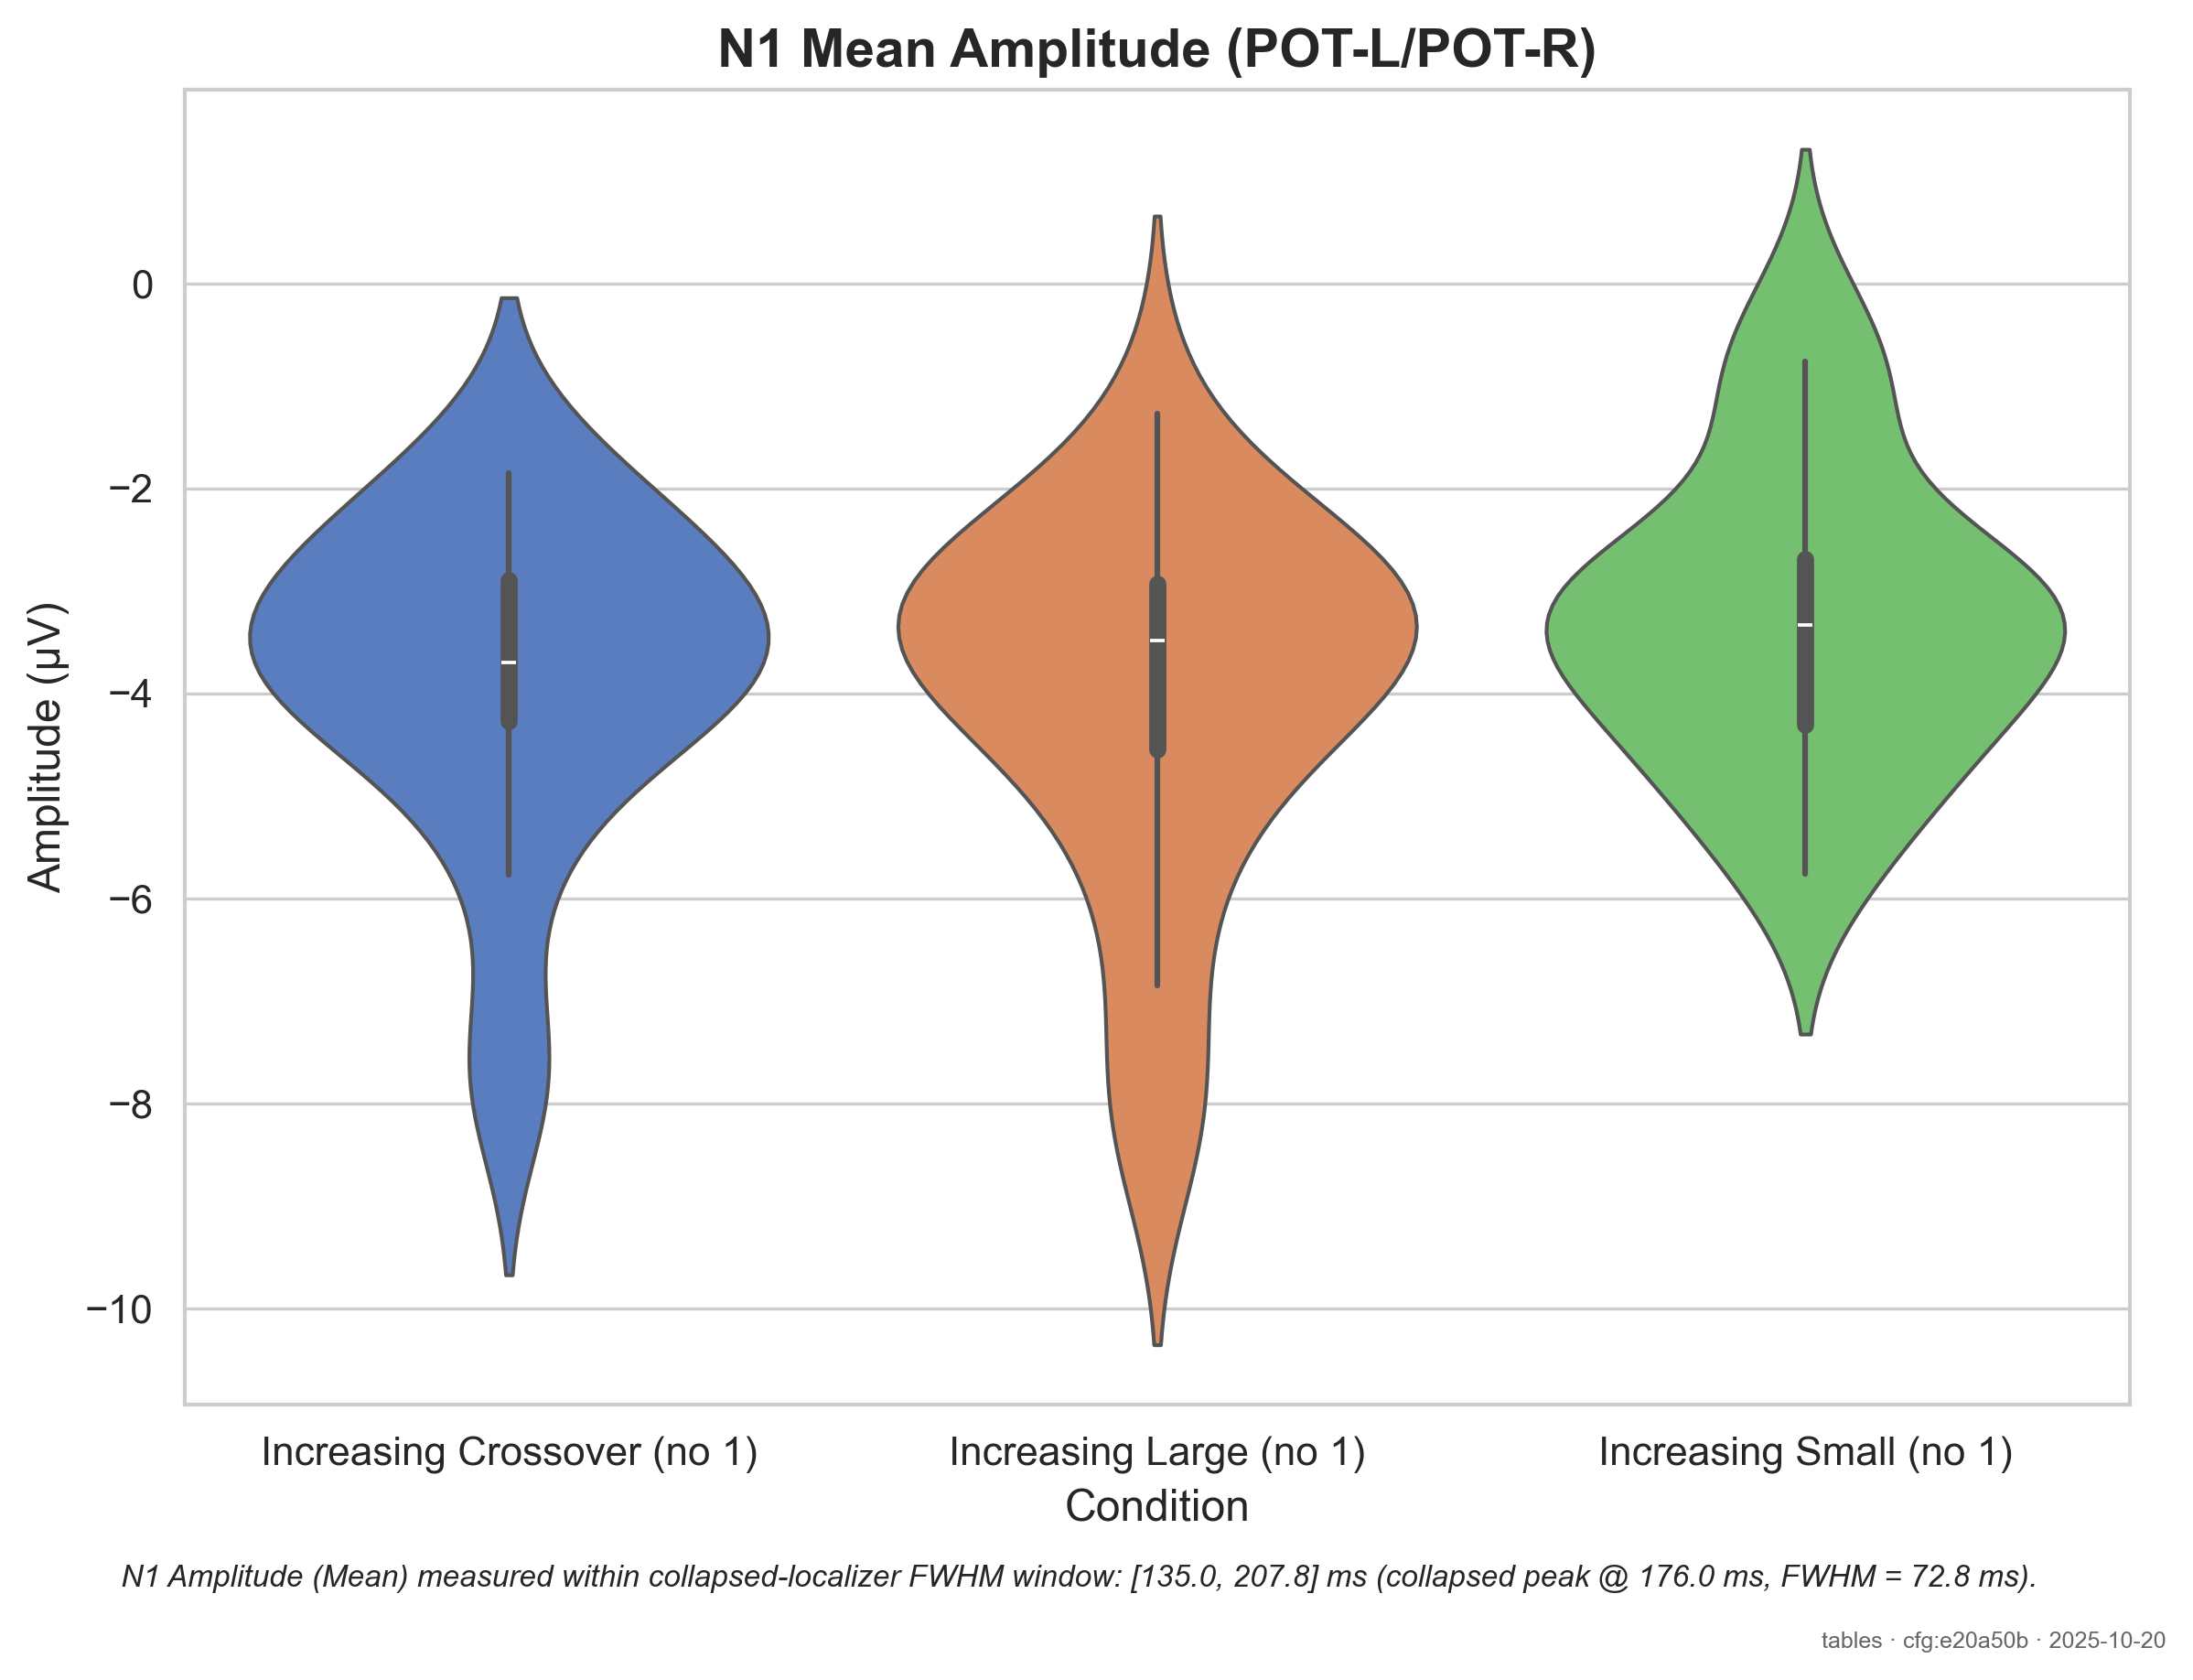 N1 Mean Amplitude (POT-L/POT-R)
Amplitude (µV)
0
−2
−4
−6
−8
−10
Increasing Crossover (no 1)
Increasing Large (no 1)
Increasing Small (no 1)
Condition
N1 Amplitude (Mean) measured within collapsed-localizer FWHM window: [135.0, 207.8] ms (collapsed peak @ 176.0 ms, FWHM = 72.8 ms).
tables · cfg:e20a50b · 2025-10-20